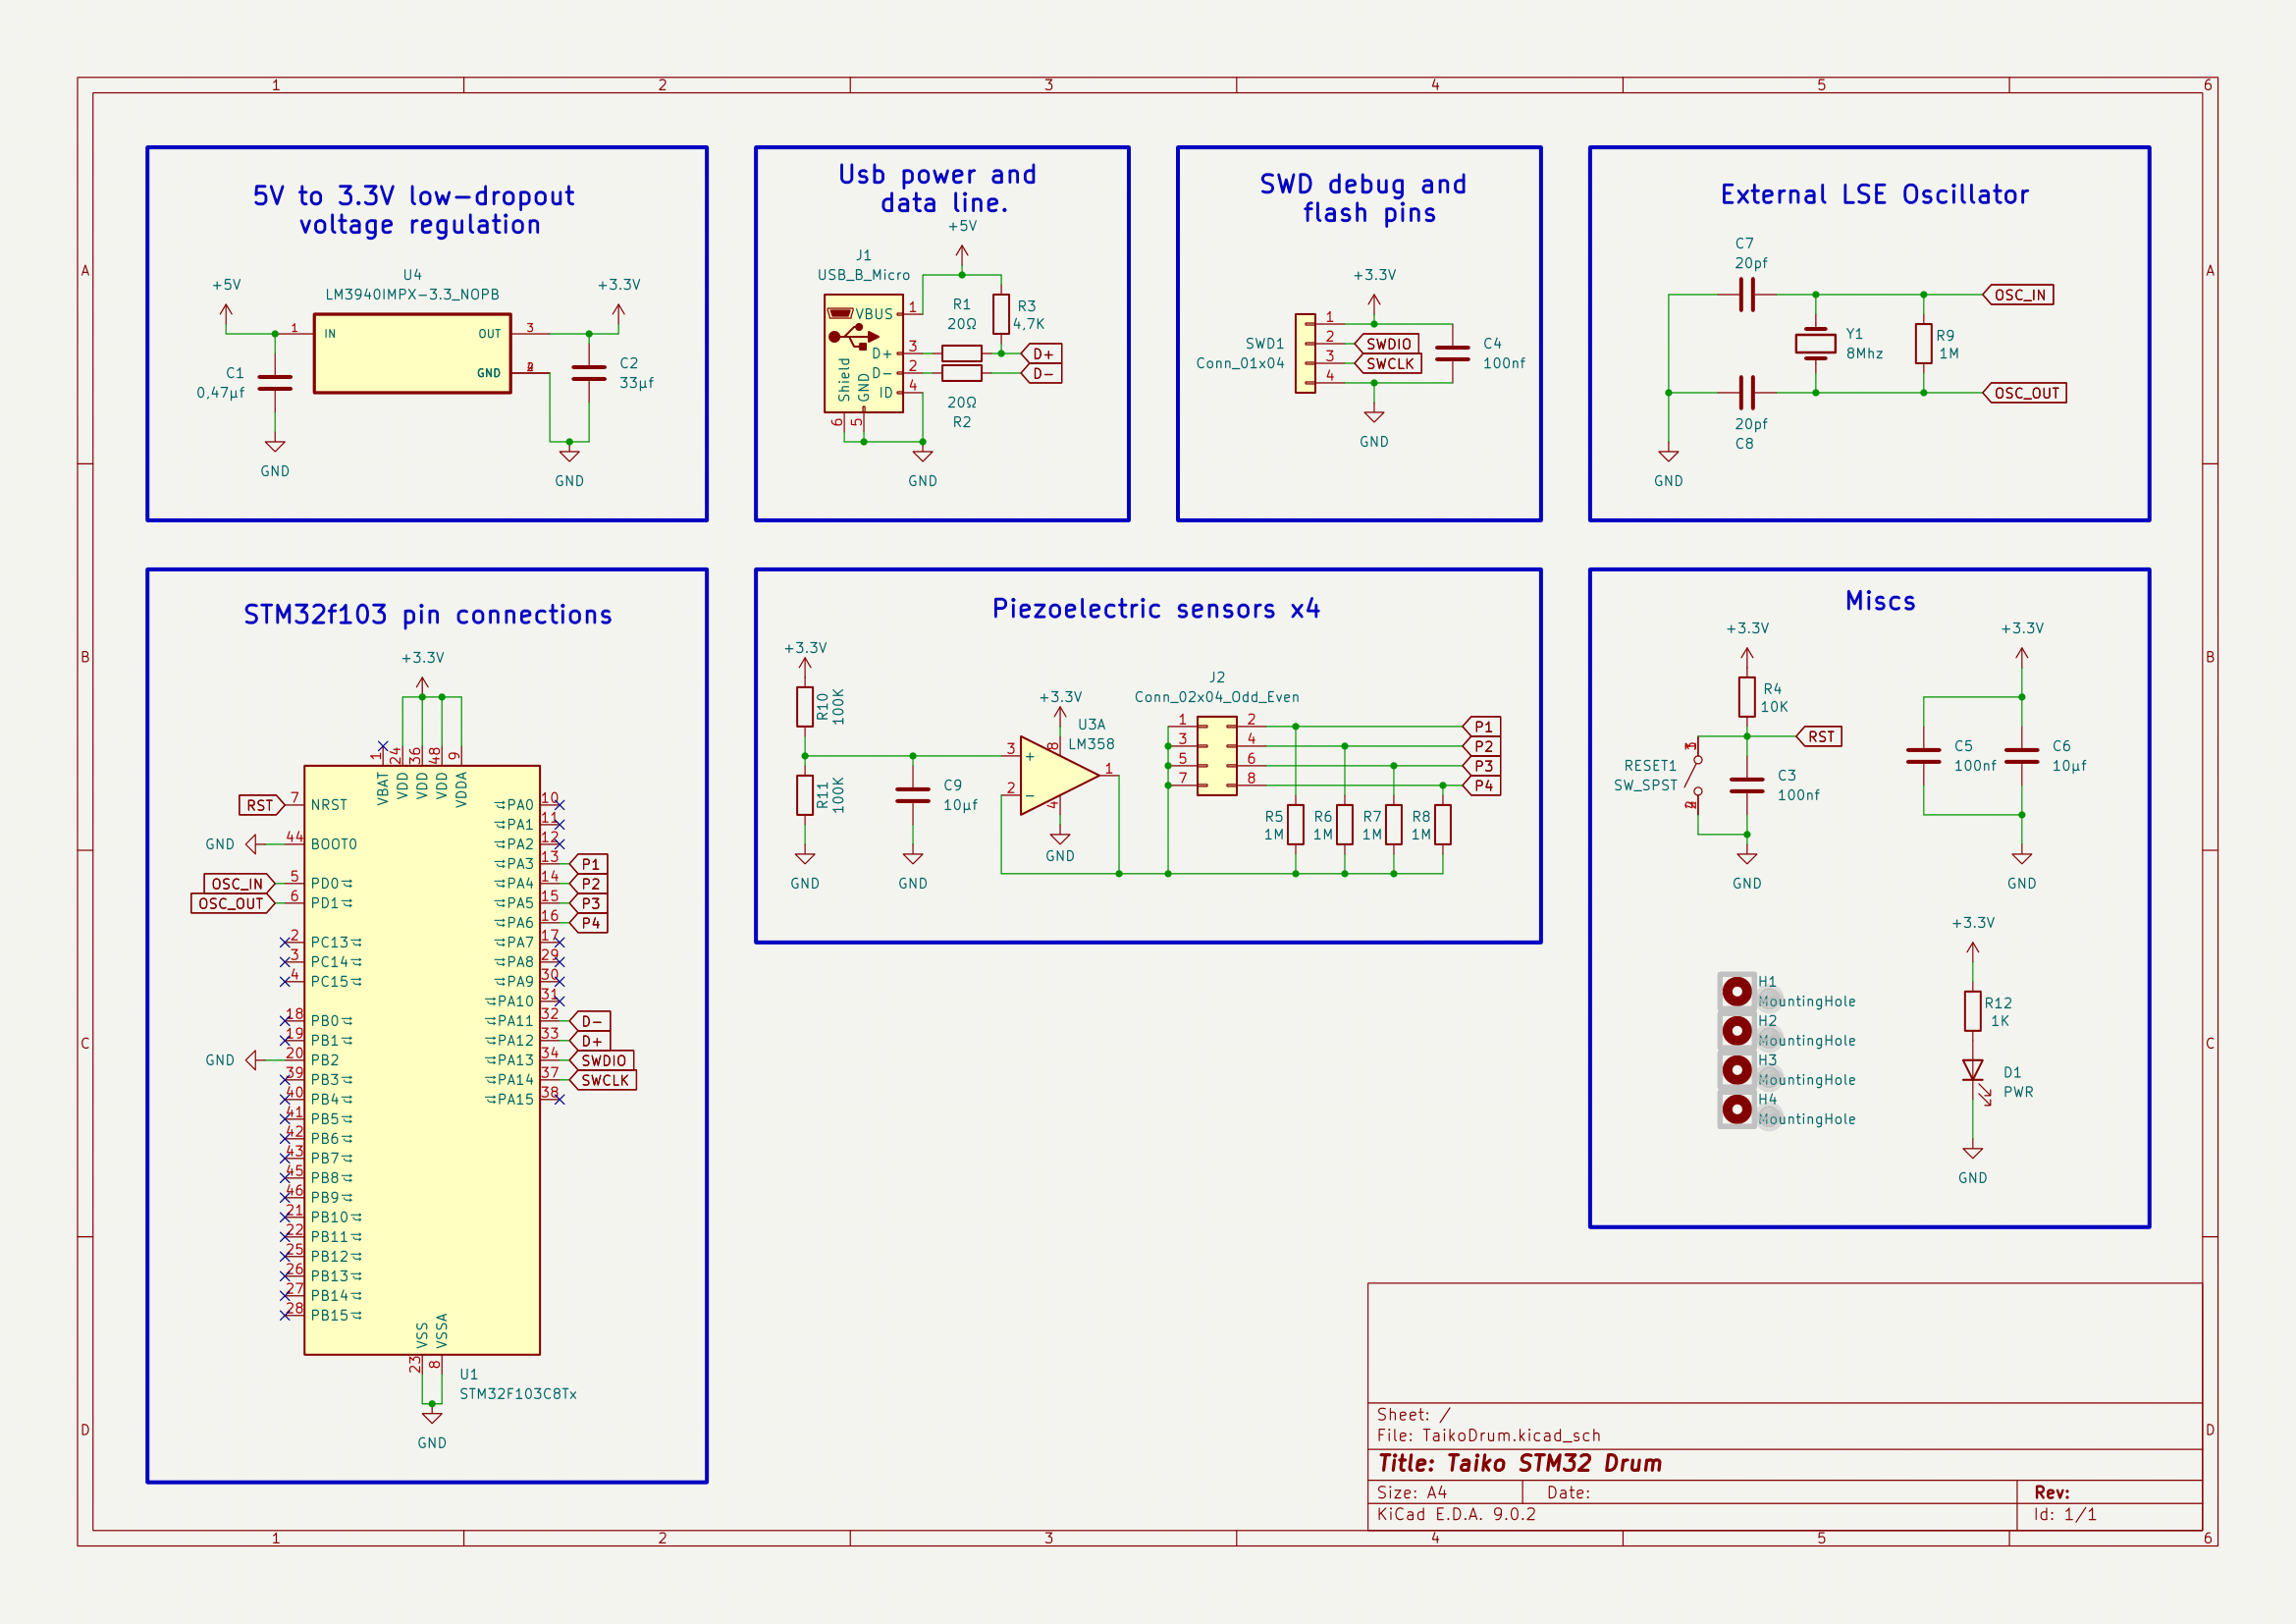 1 2 3 4 5 6
A
B
C
D
A
B
C
D
5V to 3.3V low-dropout
voltage regulation
+5V
U4
LM3940IMPX-3.3_NOPB
+3.3V
1 IN
OUT 3
GND
C1
0,47µf
C2
33µf
GND
GND
Usb power and
data line.
+5V
J1
USB_B_Micro
VBUS 1
R1
20Ω
R3
4,7K
D+ 3
D+
D- 2
D-
ID 4
Shield
GND
6 5
20Ω
R2
GND
SWD debug and
flash pins
+3.3V
SWD1
Conn_01x04
1
2 SWDIO
3 SWCLK
4
C4
100nf
GND
External LSE Oscillator
C7
20pf
OSC_IN
Y1
8Mhz
R9
1M
OSC_OUT
20pf
C8
GND
STM32f103 pin connections
+3.3V
1 24 36 48 9
VBAT VDD VDD VDD VDDA
RST 7 NRST
GND 44 BOOT0
OSC_IN 5 PD0
OSC_OUT 6 PD1
2 PC13
3 PC14
4 PC15
18 PB0
19 PB1
GND 20 PB2
39 PB3
40 PB4
41 PB5
42 PB6
43 PB7
45 PB8
46 PB9
21 PB10
22 PB11
25 PB12
26 PB13
27 PB14
28 PB15
PA0 10
PA1 11
PA2 12
PA3 13 P1
PA4 14 P2
PA5 15 P3
PA6 16 P4
PA7 17
PA8 29
PA9 30
PA10 31
PA11 32 D-
PA12 33 D+
PA13 34 SWDIO
PA14 37 SWCLK
PA15 38
VSS VSSA
23 8
U1
STM32F103C8Tx
GND
Piezoelectric sensors x4
+3.3V
R10
100K
R11
100K
GND
C9
10µf
GND
+3.3V
U3A
LM358
3 +
2 -
8
4
1
GND
J2
Conn_02x04_Odd_Even
1 2 P1
3 4 P2
5 6 P3
7 8 P4
R5
1M
R6
1M
R7
1M
R8
1M
Miscs
+3.3V
R4
10K
RST
RESET1
SW_SPST
C3
100nf
GND
+3.3V
C5
100nf
C6
10µf
GND
H1
MountingHole
H2
MountingHole
H3
MountingHole
H4
MountingHole
+3.3V
R12
1K
D1
PWR
GND
Sheet: /
File: TaikoDrum.kicad_sch
Title: Taiko STM32 Drum
Size: A4 Date: Rev:
KiCad E.D.A. 9.0.2 Id: 1/1
1 2 3 4 5 6